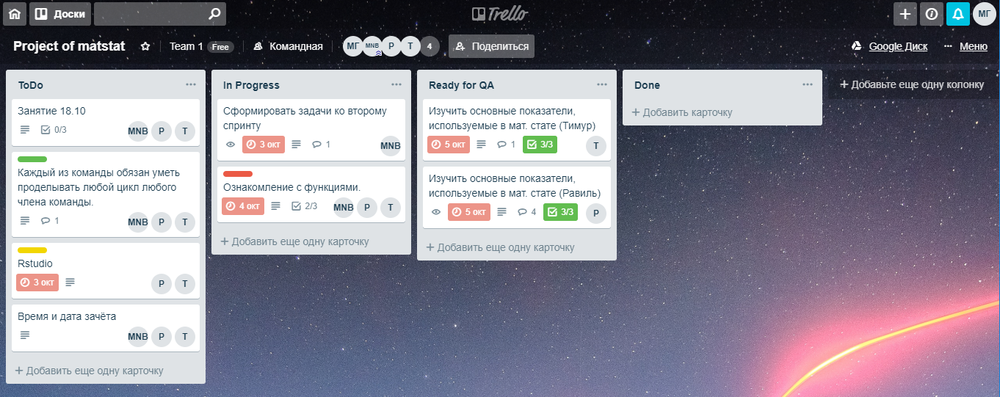 Доски
Trello
МГ
Project of matstat
Team 1 Free
Командная
МГ MNB P T 4
Поделиться
Google Диск
Меню
ToDo
Занятие 18.10
0/3
MNB P T
Каждый из команды обязан уметь
проделывать любой цикл любого
члена команды.
1
MNB P T
Rstudio
3 окт
P T
Время и дата зачёта
MNB P T
+ Добавить еще одну карточку
In Progress
Сформировать задачи ко второму
спринту
3 окт 1
MNB
Ознакомление с функциями.
4 окт 2/3
MNB P T
+ Добавить еще одну карточку
Ready for QA
Изучить основные показатели,
используемые в мат. стате (Тимур)
5 окт 1 3/3
T
Изучить основные показатели,
используемые в мат. стате (Равиль)
5 окт 4 3/3
P
+ Добавить еще одну карточку
Done
+ Добавить карточку
+ Добавьте еще одну колонку